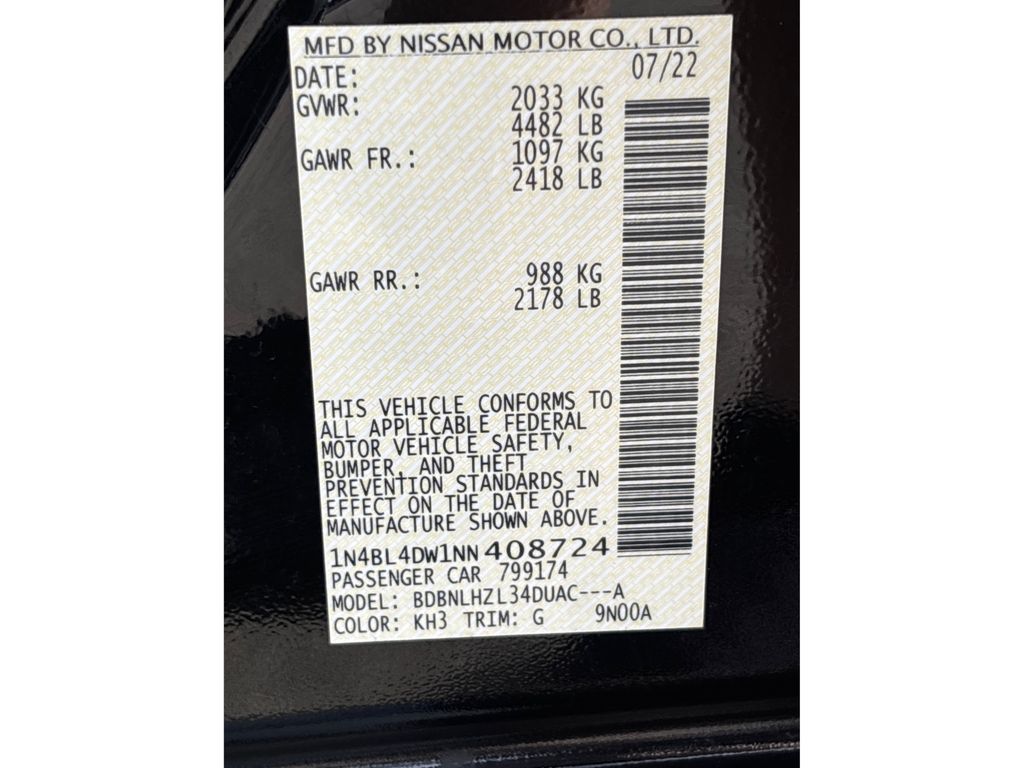 MFD BY NISSAN MOTOR CO., LTD.
DATE: 07/22
GVWR: 2033 KG
4482 LB
GAWR FR.: 1097 KG
2418 LB
GAWR RR.: 988 KG
2178 LB
THIS VEHICLE CONFORMS TO
ALL APPLICABLE FEDERAL
MOTOR VEHICLE SAFETY,
BUMPER, AND THEFT
PREVENTION STANDARDS IN
EFFECT ON THE DATE OF
MANUFACTURE SHOWN ABOVE.
1N4BL4DW1NN408724
PASSENGER CAR 799174
MODEL: BDBNLHZL34DUAC---A
COLOR: KH3 TRIM: G 9N00A